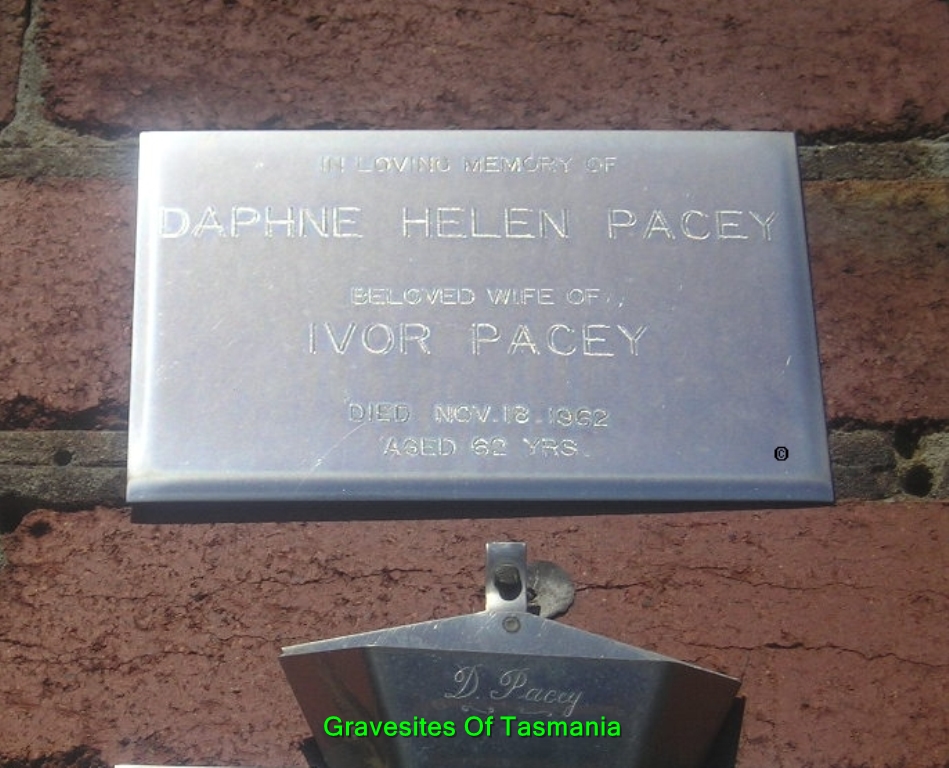 IN LOVING MEMORY OF
DAPHNE HELEN PACEY
BELOVED WIFE OF
IVOR PACEY
DIED NOV. 18. 1962
AGED 62 YRS.
©
D. Pacey
Gravesites Of Tasmania